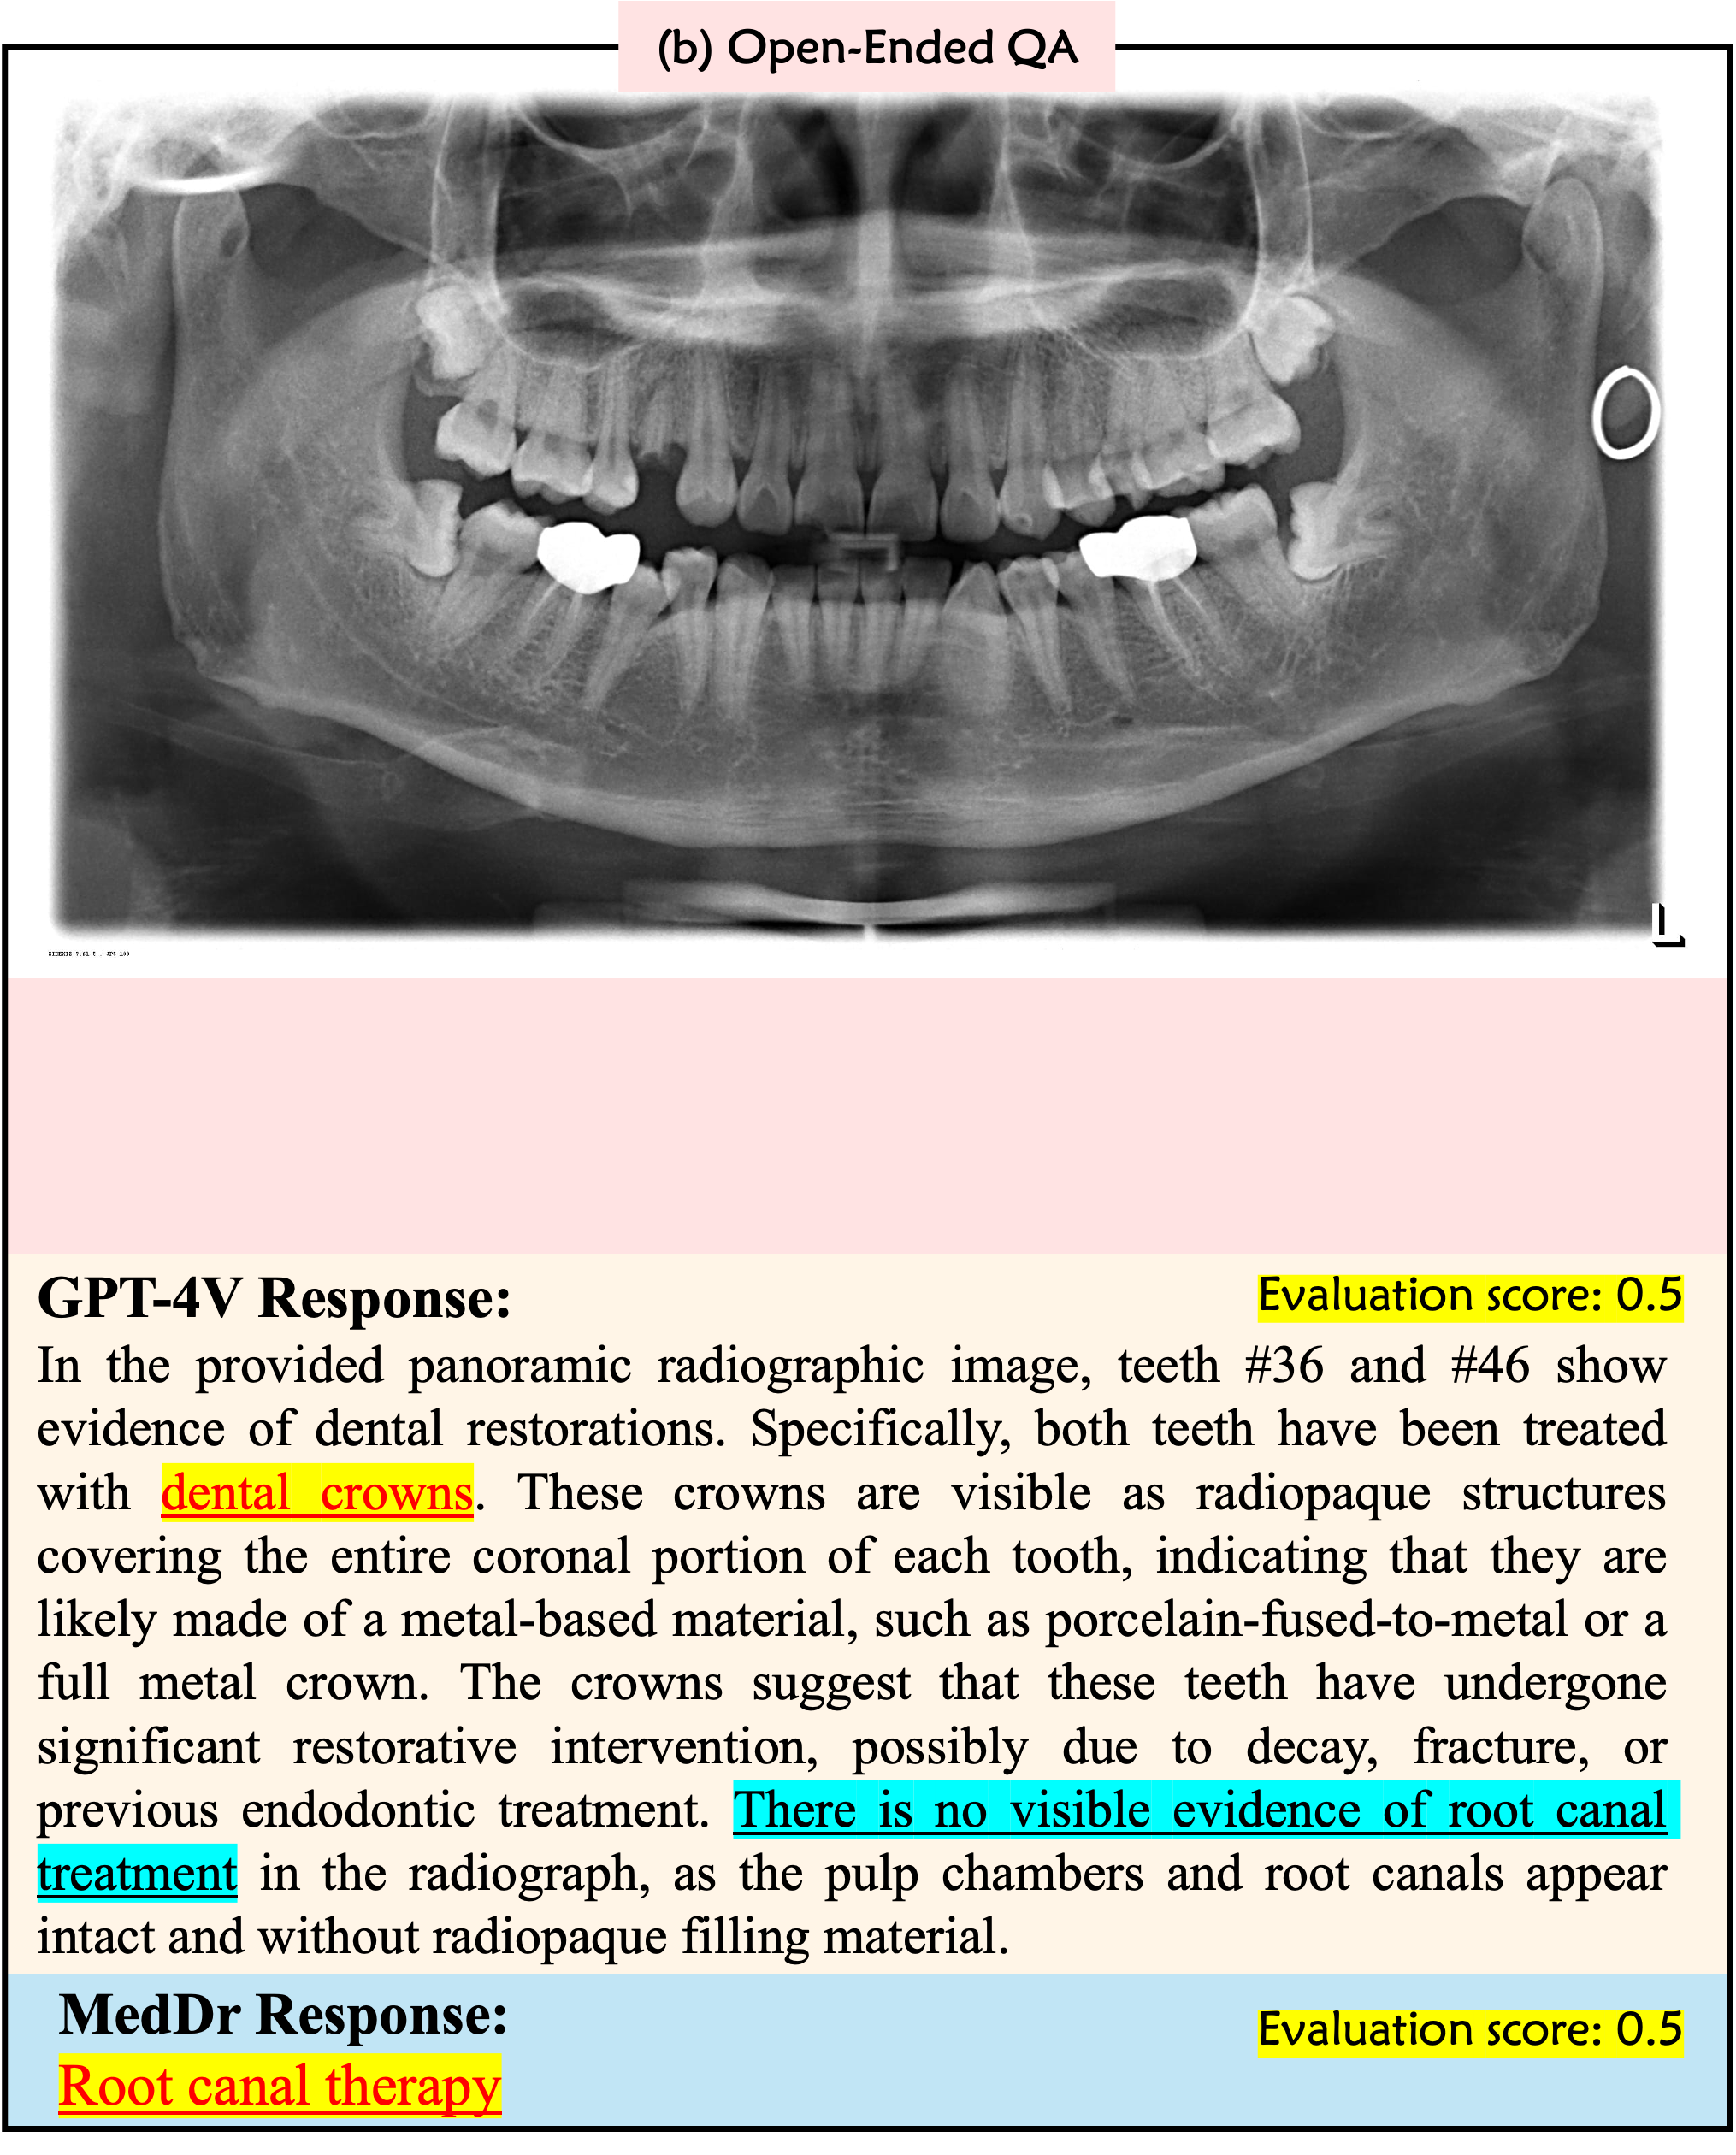 (b) Open-Ended QA
L
GPT-4V Response:
Evaluation score: 0.5
In the provided panoramic radiographic image, teeth #36 and #46 show
evidence of dental restorations. Specifically, both teeth have been treated
with dental crowns. These crowns are visible as radiopaque structures
covering the entire coronal portion of each tooth, indicating that they are
likely made of a metal-based material, such as porcelain-fused-to-metal or a
full metal crown. The crowns suggest that these teeth have undergone
significant restorative intervention, possibly due to decay, fracture, or
previous endodontic treatment. There is no visible evidence of root canal
treatment in the radiograph, as the pulp chambers and root canals appear
intact and without radiopaque filling material.
MedDr Response:
Evaluation score: 0.5
Root canal therapy